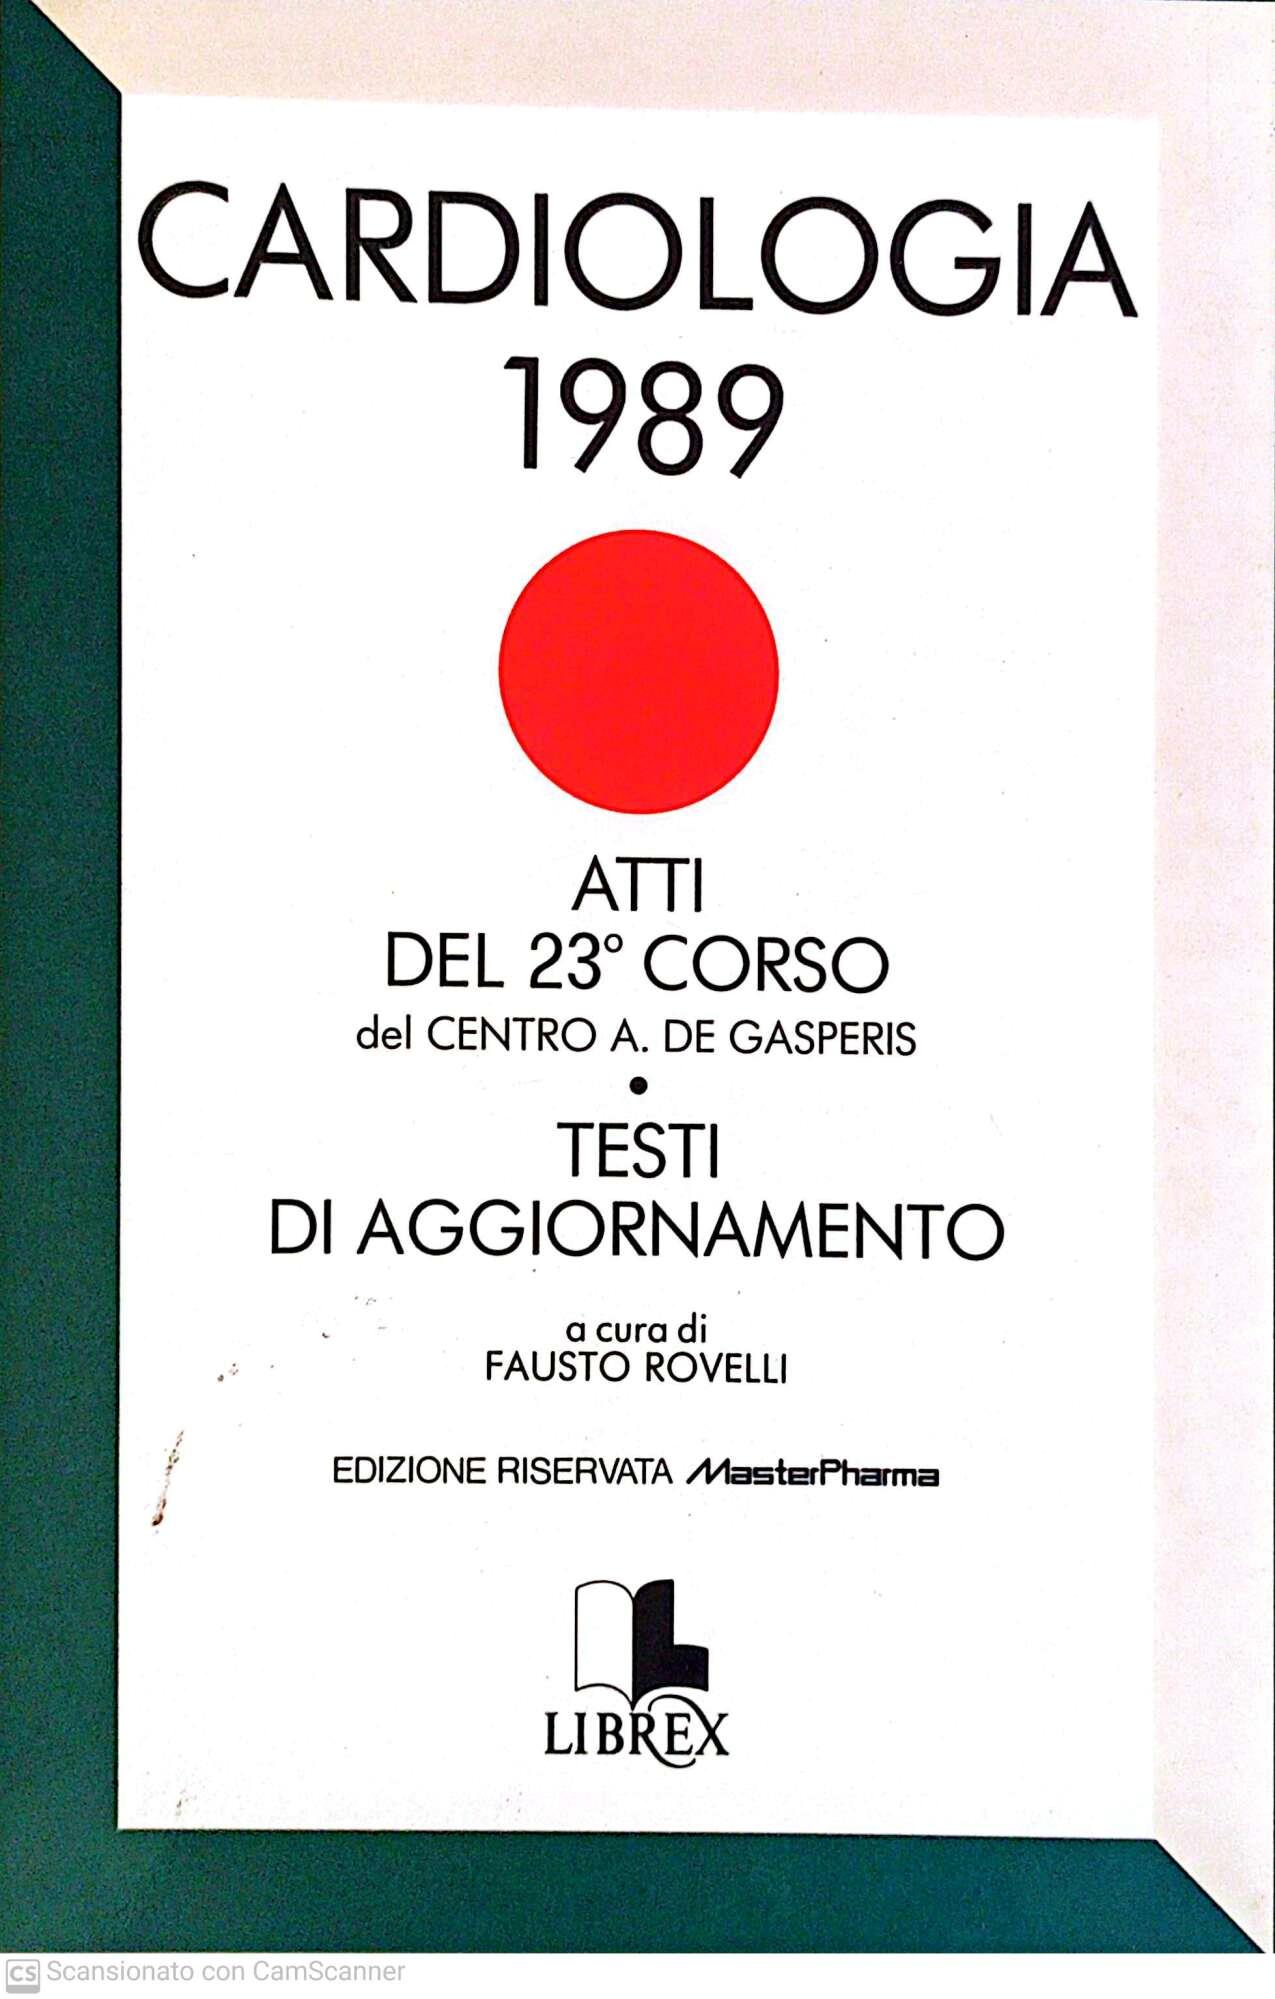 CARDIOLOGIA
1989
ATTI
DEL 23° CORSO
del CENTRO A. DE GASPERIS
•
TESTI
DI AGGIORNAMENTO
a cura di
FAUSTO ROVELLI
EDIZIONE RISERVATA MasterPharma
LIBREX
CS Scansionato con CamScanner